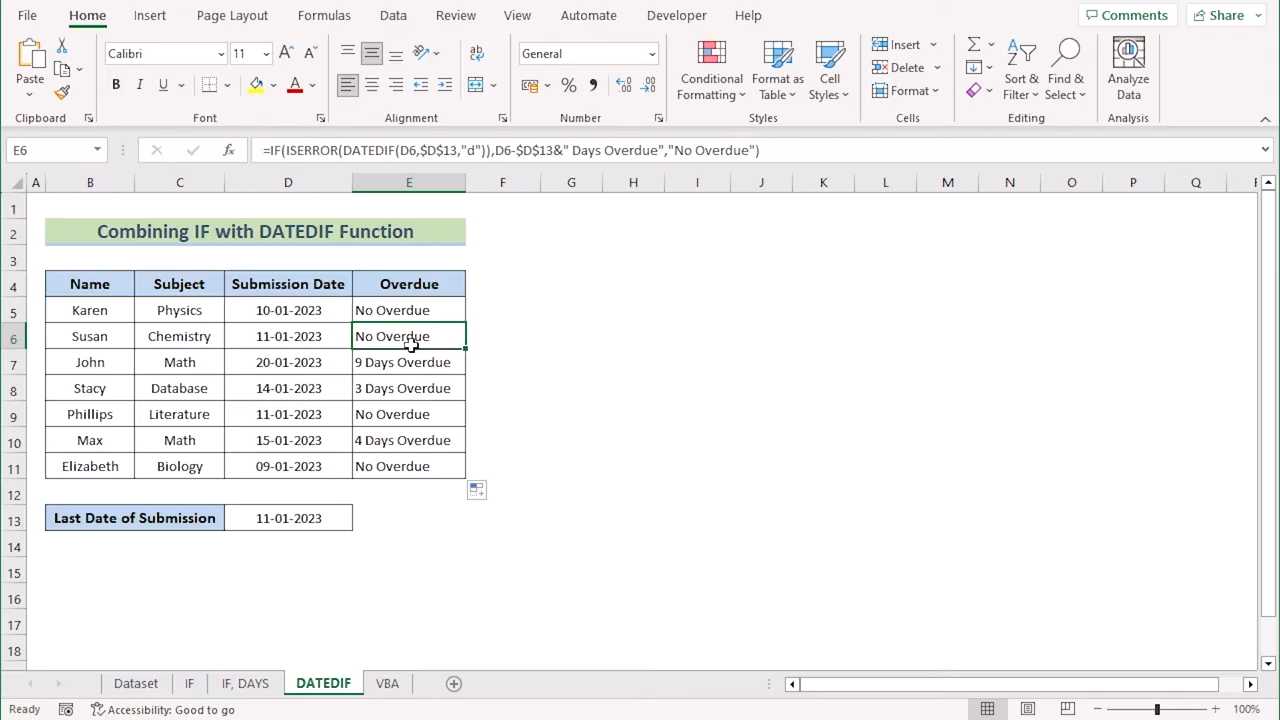 File Home Insert Page Layout Formulas Data Review View Automate Developer Help Comments Share
Calibri 11 A A ab General Insert Σ
Paste B I U A % 9 Conditional Formatting Format as Table Cell Styles Delete Sort & Filter Find & Select Analyze Data
Format
Clipboard Font Alignment Number Styles Cells Editing Analysis
E6 fx =IF(ISERROR(DATEDIF(D6,$D$13,"d")),D6-$D$13&" Days Overdue","No Overdue")
A B C D E F G H I J K L M N O P Q
1
2 Combining IF with DATEDIF Function
3
4 Name Subject Submission Date Overdue
5 Karen Physics 10-01-2023 No Overdue
6 Susan Chemistry 11-01-2023 No Overdue
7 John Math 20-01-2023 9 Days Overdue
8 Stacy Database 14-01-2023 3 Days Overdue
9 Phillips Literature 11-01-2023 No Overdue
10 Max Math 15-01-2023 4 Days Overdue
11 Elizabeth Biology 09-01-2023 No Overdue
12
13 Last Date of Submission 11-01-2023
14
15
16
17
18
Dataset IF IF, DAYS DATEDIF VBA
Ready Accessibility: Good to go 100%